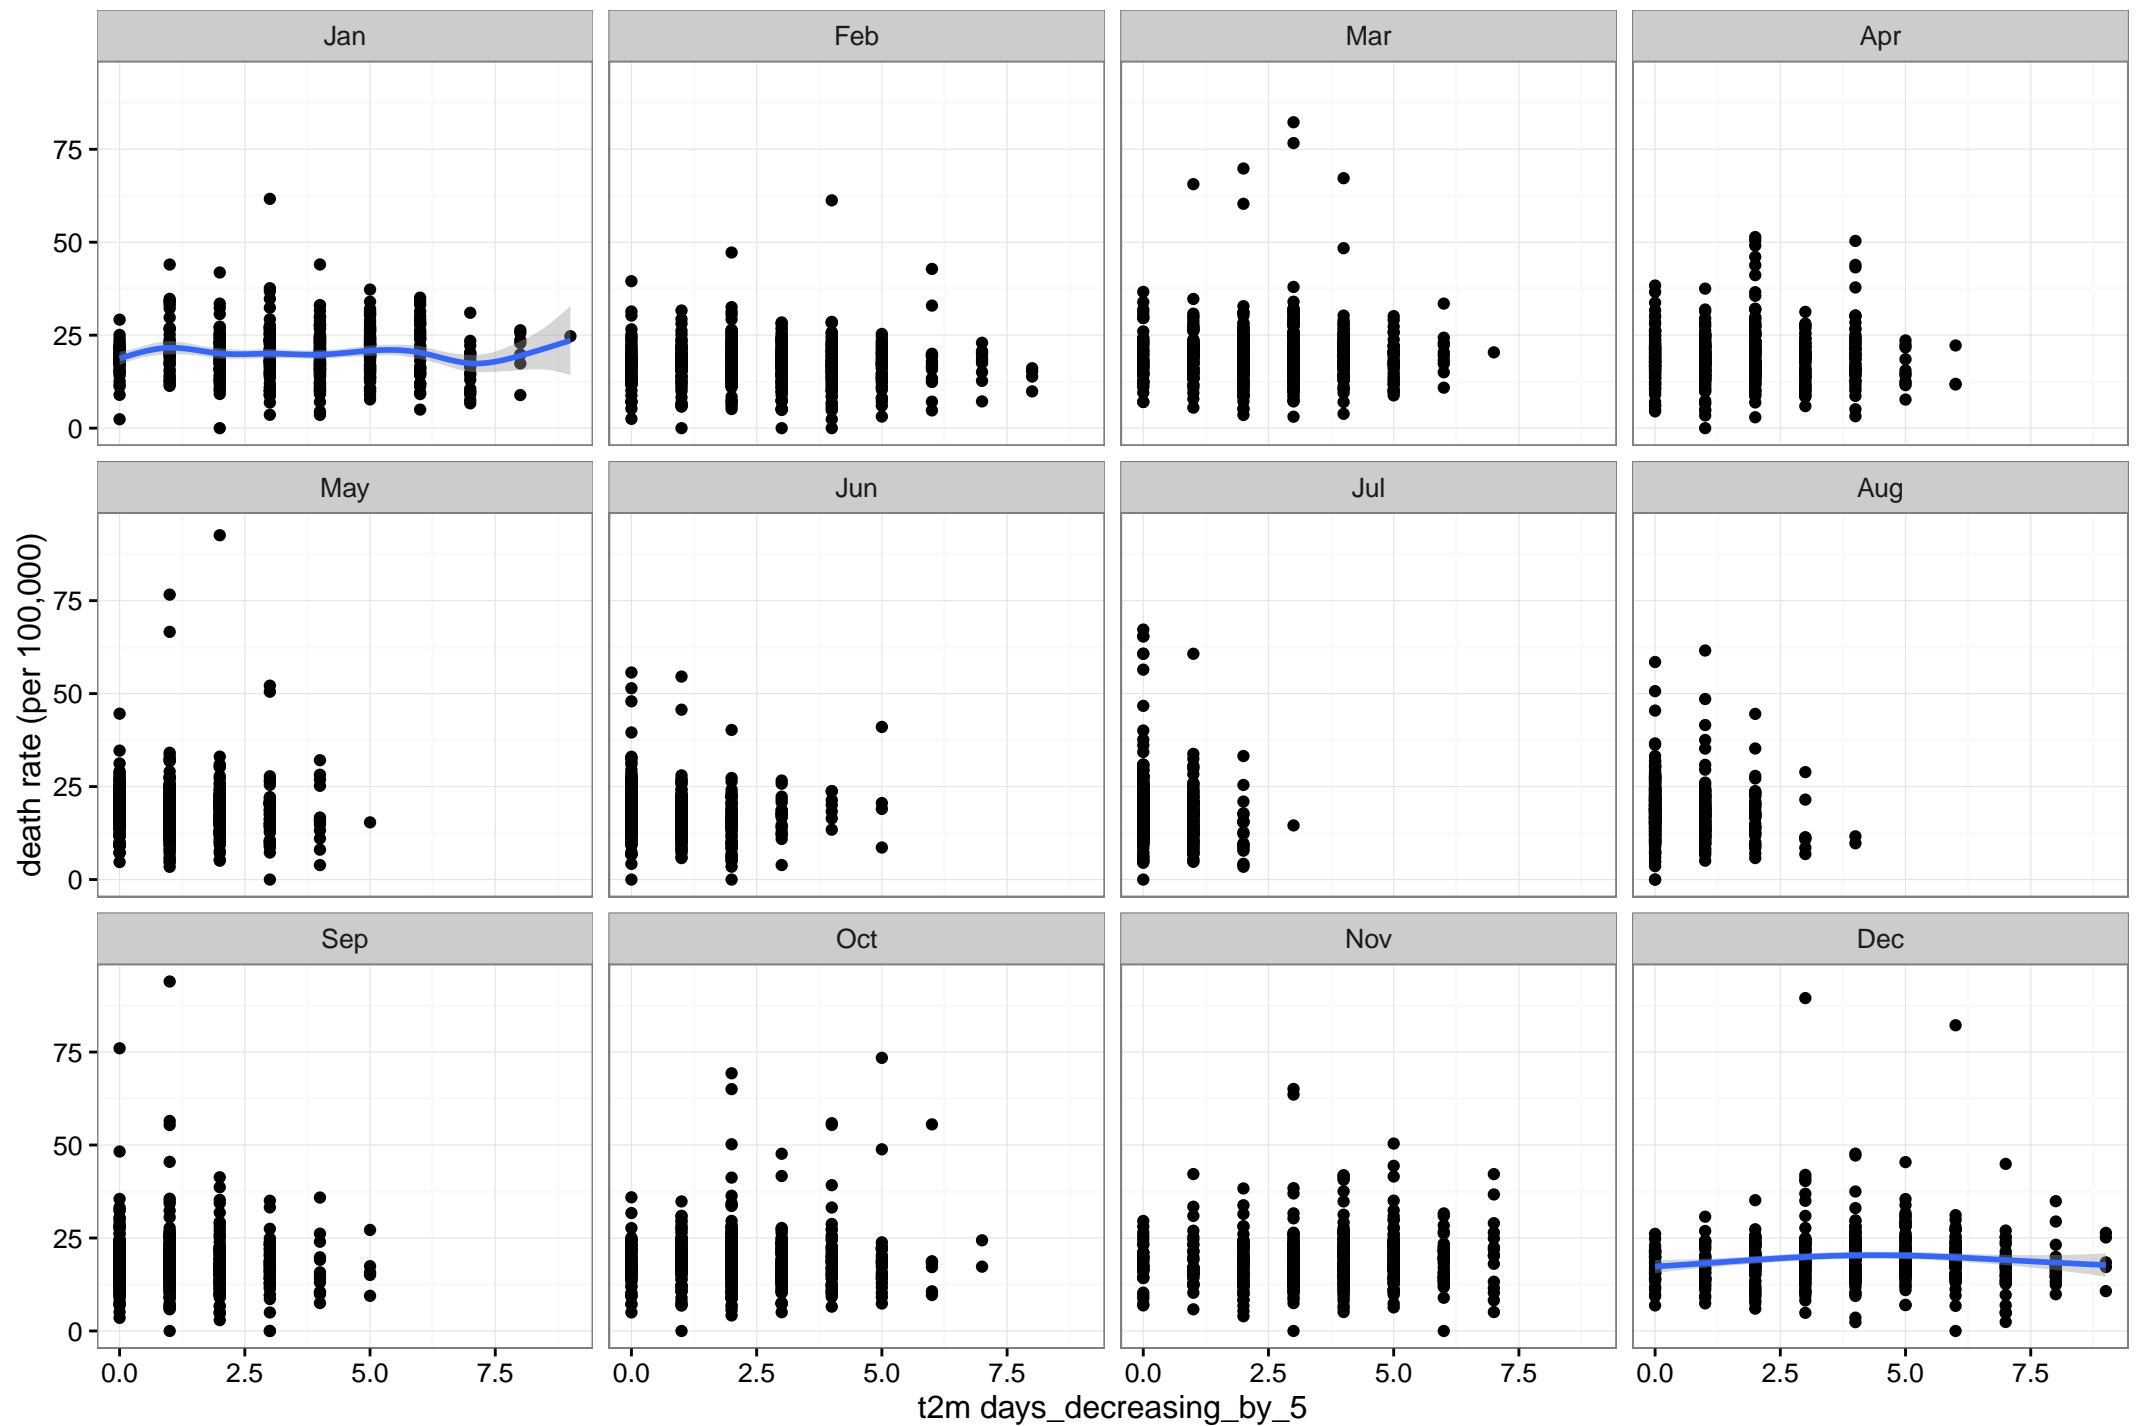 Jan Feb Mar Apr
75
50
25
0
May Jun Jul Aug
75
50
25
0
death rate (per 100,000)
Sep Oct Nov Dec
75
50
25
0
0.0 2.5 5.0 7.5 0.0 2.5 5.0 7.5 0.0 2.5 5.0 7.5 0.0 2.5 5.0 7.5
t2m days_decreasing_by_5